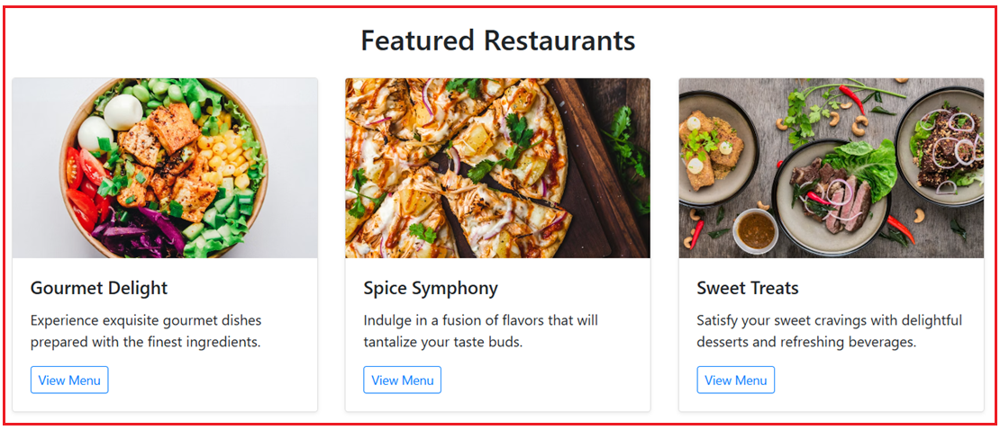 Featured Restaurants
Gourmet Delight
Experience exquisite gourmet dishes
prepared with the finest ingredients.
View Menu
Spice Symphony
Indulge in a fusion of flavors that will
tantalize your taste buds.
View Menu
Sweet Treats
Satisfy your sweet cravings with delightful
desserts and refreshing beverages.
View Menu